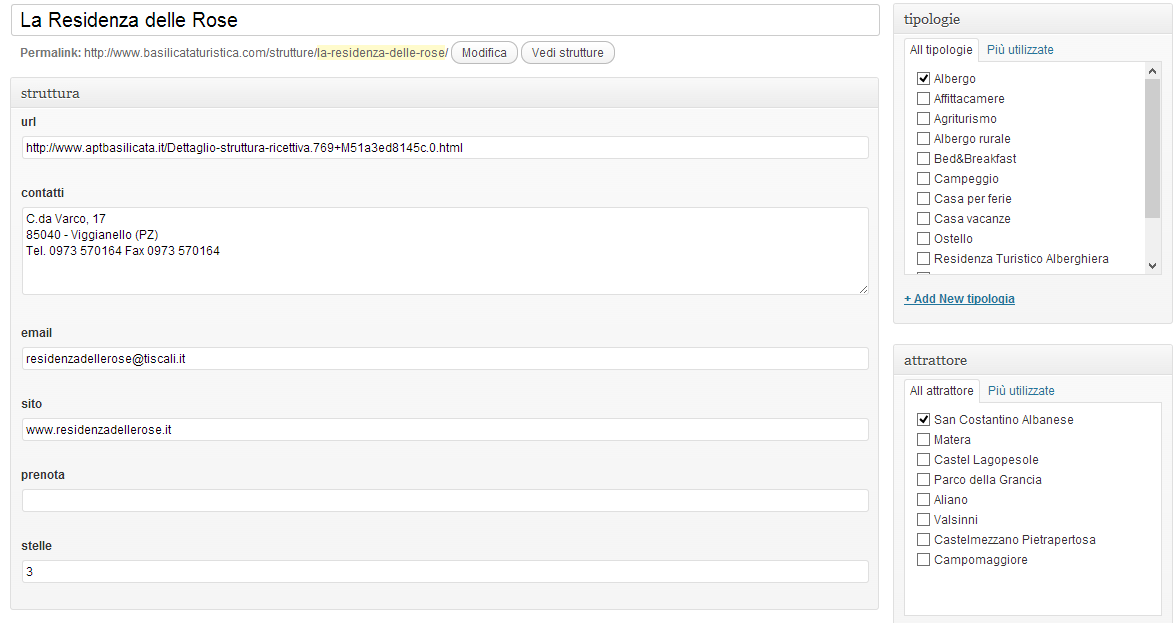 La Residenza delle Rose
Permalink: http://www.basilicataturistica.com/strutture/la-residenza-delle-rose/ Modifica Vedi strutture
struttura
url
http://www.aptbasilicata.it/Dettaglio-struttura-ricettiva.769+M51a3ed8145c.0.html
contatti
C.da Varco, 17
85040 - Viggianello (PZ)
Tel. 0973 570164 Fax 0973 570164
email
residenzadellerose@tiscali.it
sito
www.residenzadellerose.it
prenota
stelle
3
tipologie
All tipologie Più utilizzate
Albergo
Affittacamere
Agriturismo
Albergo rurale
Bed&Breakfast
Campeggio
Casa per ferie
Casa vacanze
Ostello
Residenza Turistico Alberghiera
+ Add New tipologia
attrattore
All attrattore Più utilizzate
San Costantino Albanese
Matera
Castel Lagopesole
Parco della Grancia
Aliano
Valsinni
Castelmezzano Pietrapertosa
Campomaggiore